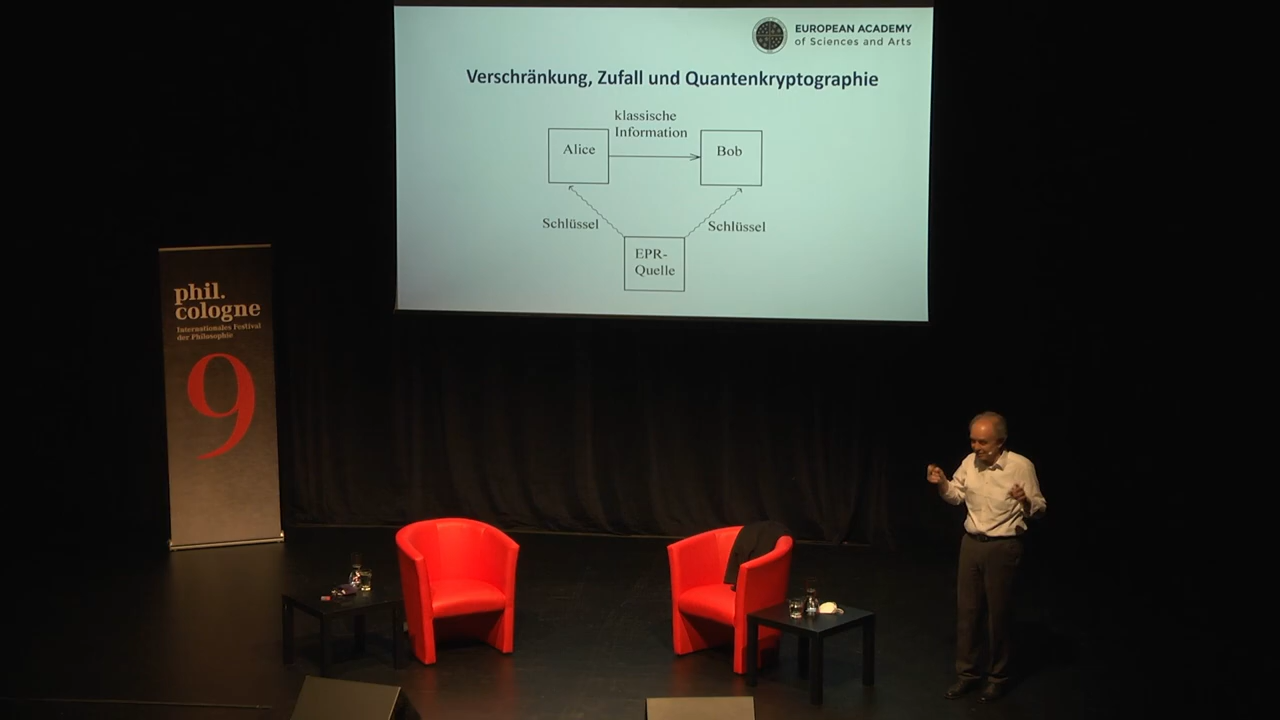 EUROPEAN ACADEMY
of Sciences and Arts
Verschränkung, Zufall und Quantenkryptographie
klassische
Information
Alice
Bob
Schlüssel
Schlüssel
EPR-
Quelle
phil.
cologne
Internationales Festival
der Philosophie
9